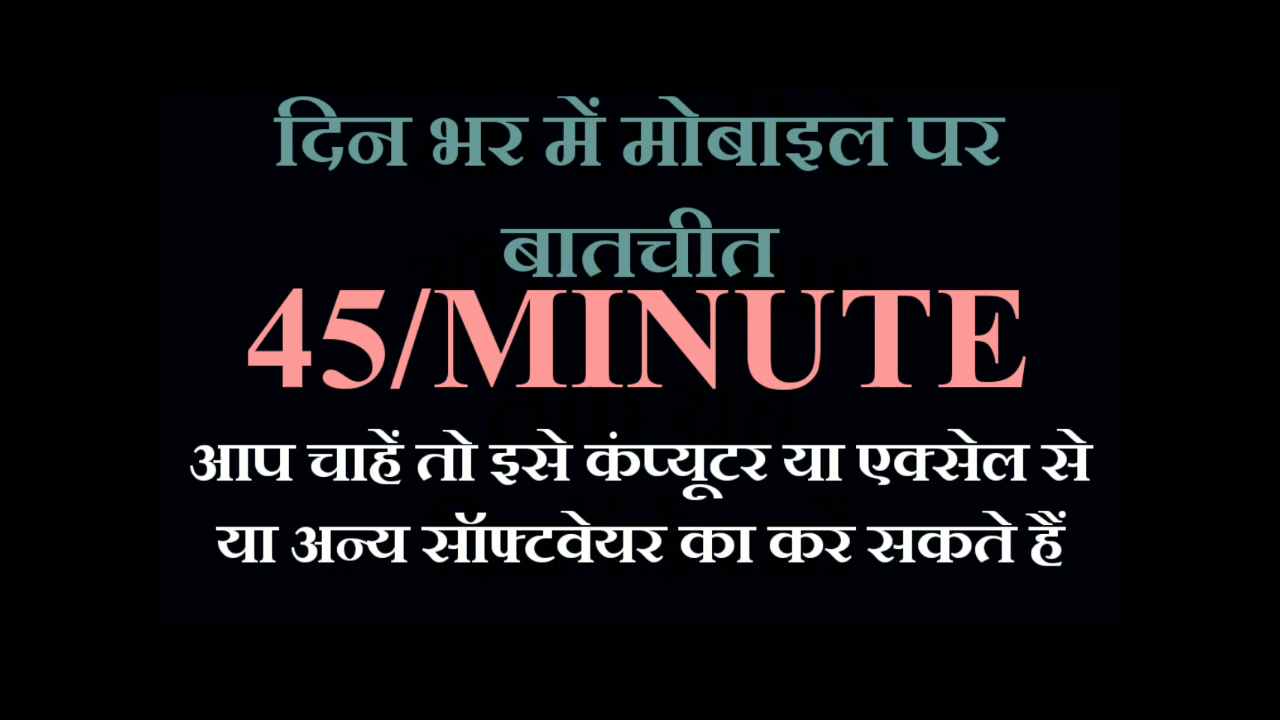 दिन भर में मोबाइल पर
बातचीत
45/MINUTE
आप चाहें तो इसे कंप्यूटर या एक्सेल से
या अन्य सॉफ्टवेयर का कर सकते हैं